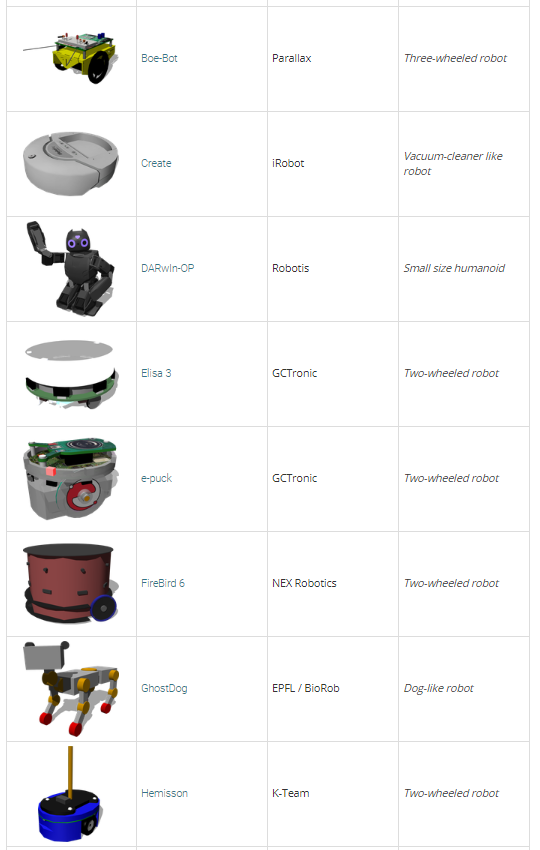 Boe-Bot Parallax Three-wheeled robot
Create iRobot Vacuum-cleaner like
robot
DARwIn-OP Robotis Small size humanoid
Elisa 3 GCTronic Two-wheeled robot
e-puck GCTronic Two-wheeled robot
FireBird 6 NEX Robotics Two-wheeled robot
GhostDog EPFL / BioRob Dog-like robot
Hemisson K-Team Two-wheeled robot